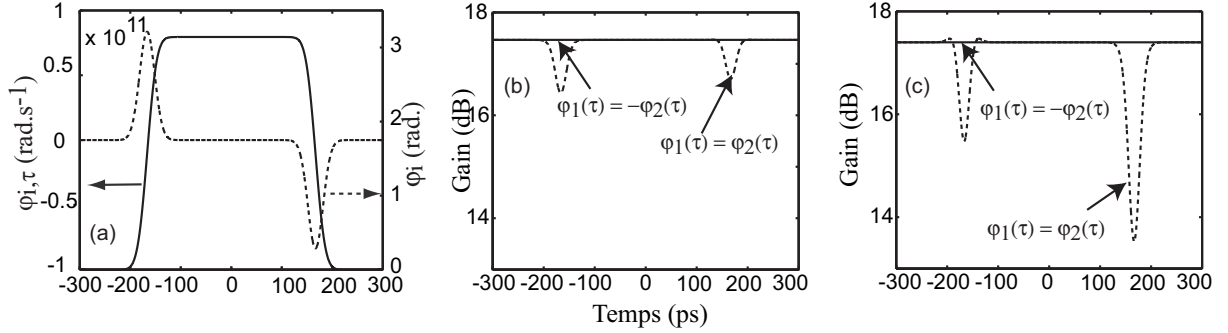 x 10^11
1
0.5
0
-0.5
-1
φi,τ (rad.s-1)
(a)
3
2
1
0
φi (rad.)
-300 -200 -100 0 100 200 300
18
16
14
Gain (dB)
(b)
φ1(τ) = −φ2(τ)
φ1(τ) = φ2(τ)
-300 -200 -100 0 100 200 300
Temps (ps)
18
16
14
Gain (dB)
(c)
φ1(τ) = −φ2(τ)
φ1(τ) = φ2(τ)
-300 -200 -100 0 100 200 300